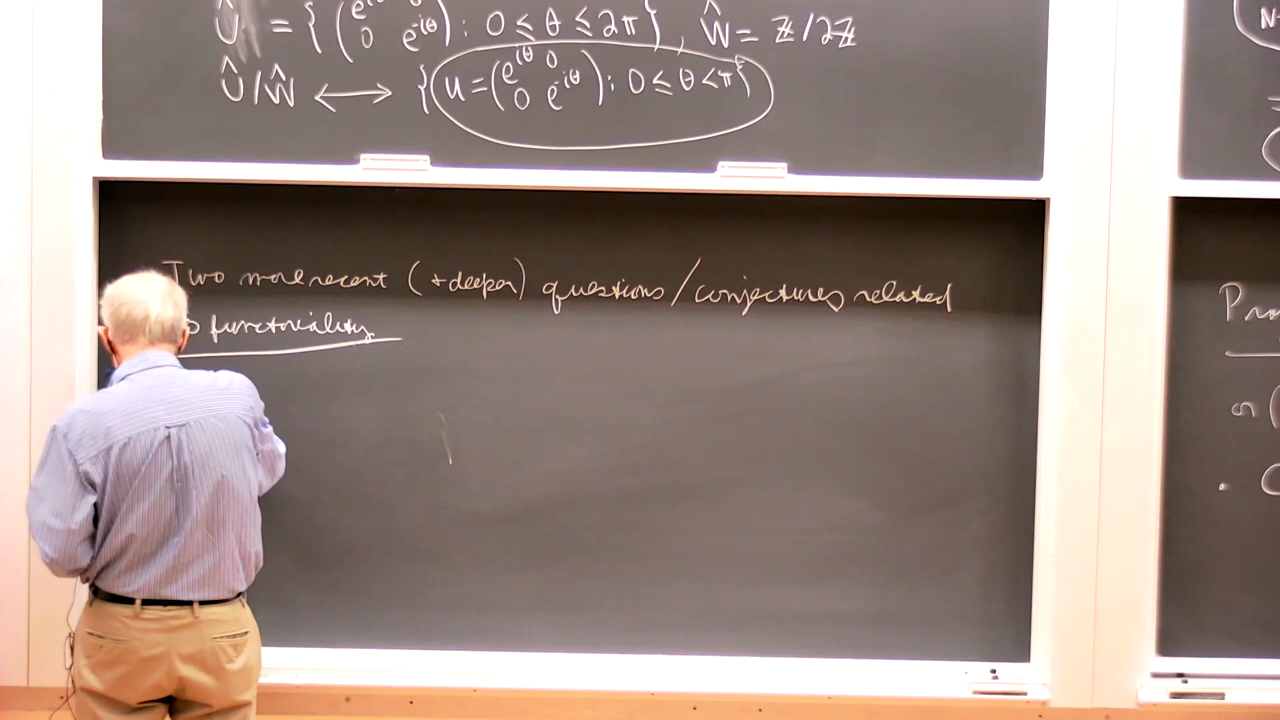 Û = { ( e^{iθ} 0
0 e^{-iθ} ) : 0 ≤ θ ≤ 2π }, Ŵ = ℤ/2ℤ
Û/Ŵ ⟷ { u = ( e^{iθ} 0
0 e^{-iθ} ) : 0 ≤ θ < π }
Two more recent (+deeper) questions/conjectures related
functoriality